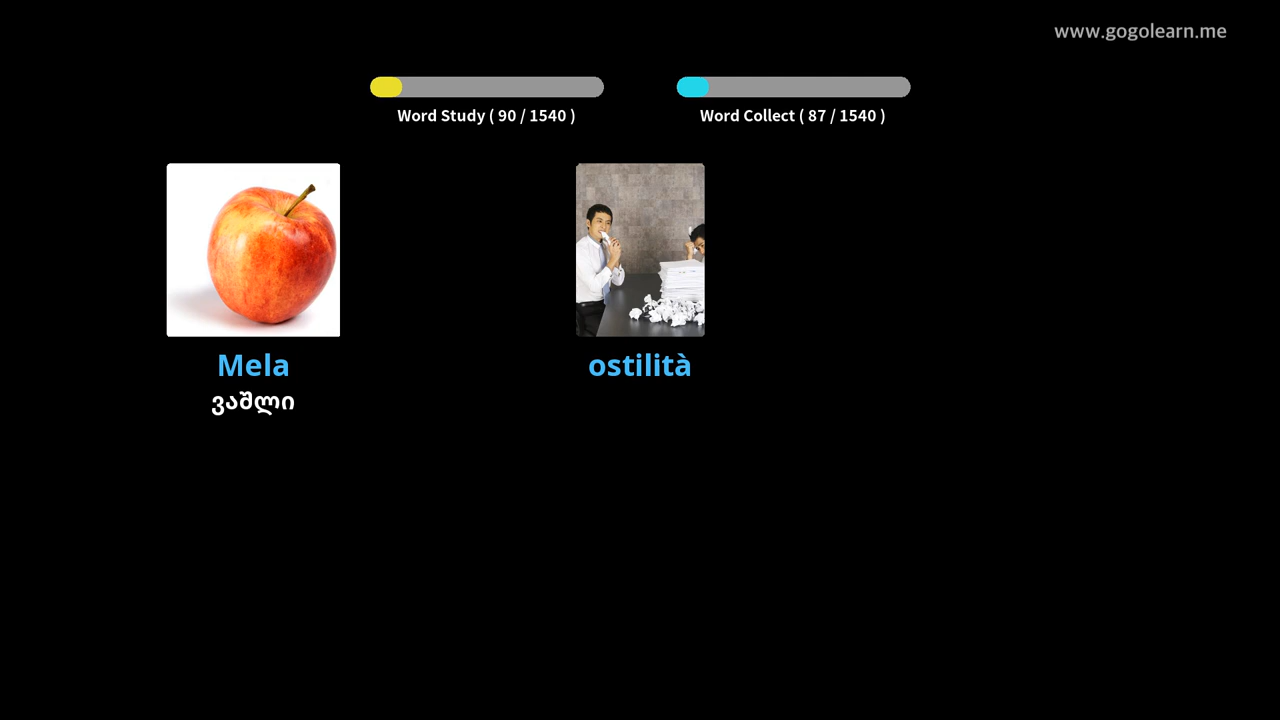 www.gogolearn.me
Word Study ( 90 / 1540 )
Word Collect ( 87 / 1540 )
Mela
ვაშლი
ostilità